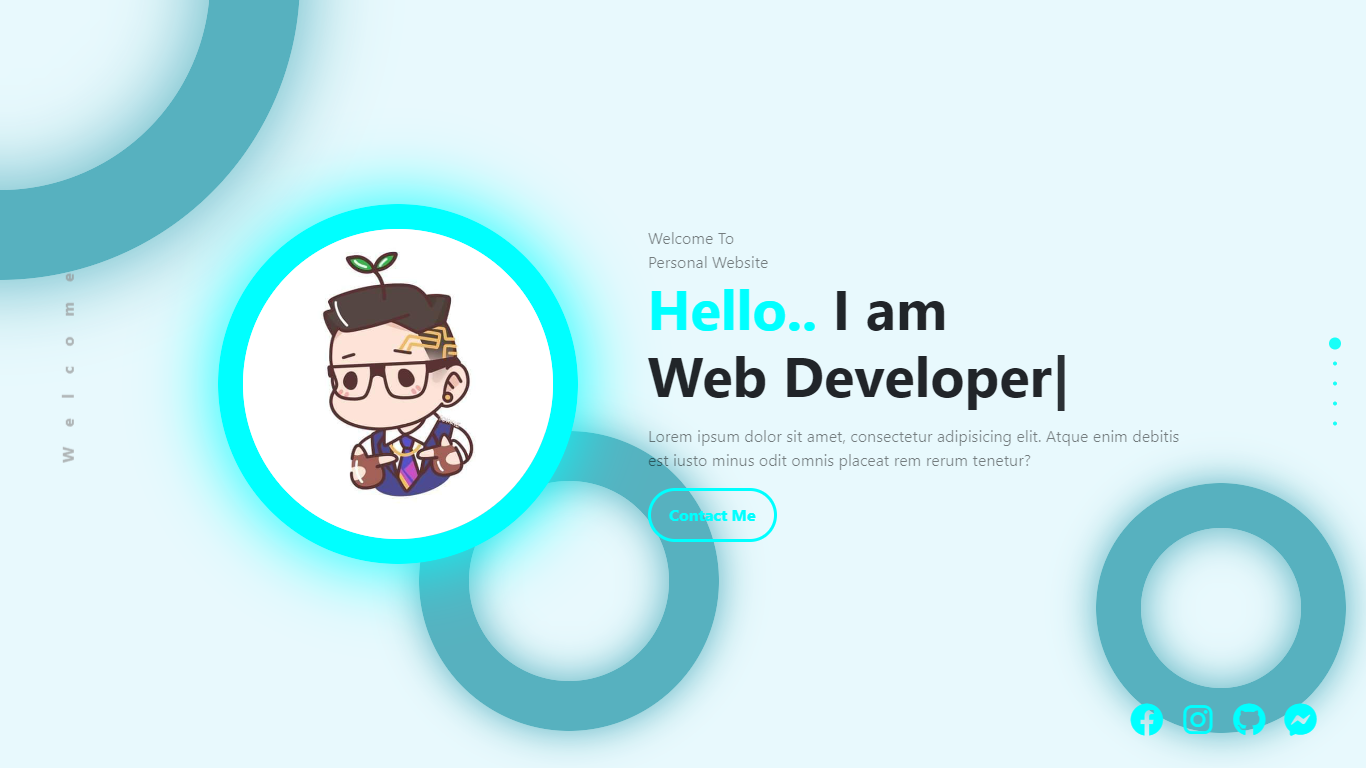 Welcome
Welcome To
Personal Website
Hello.. I am
Web Developer|
Lorem ipsum dolor sit amet, consectetur adipisicing elit. Atque enim debitis
est iusto minus odit omnis placeat rem rerum tenetur?
Contact Me